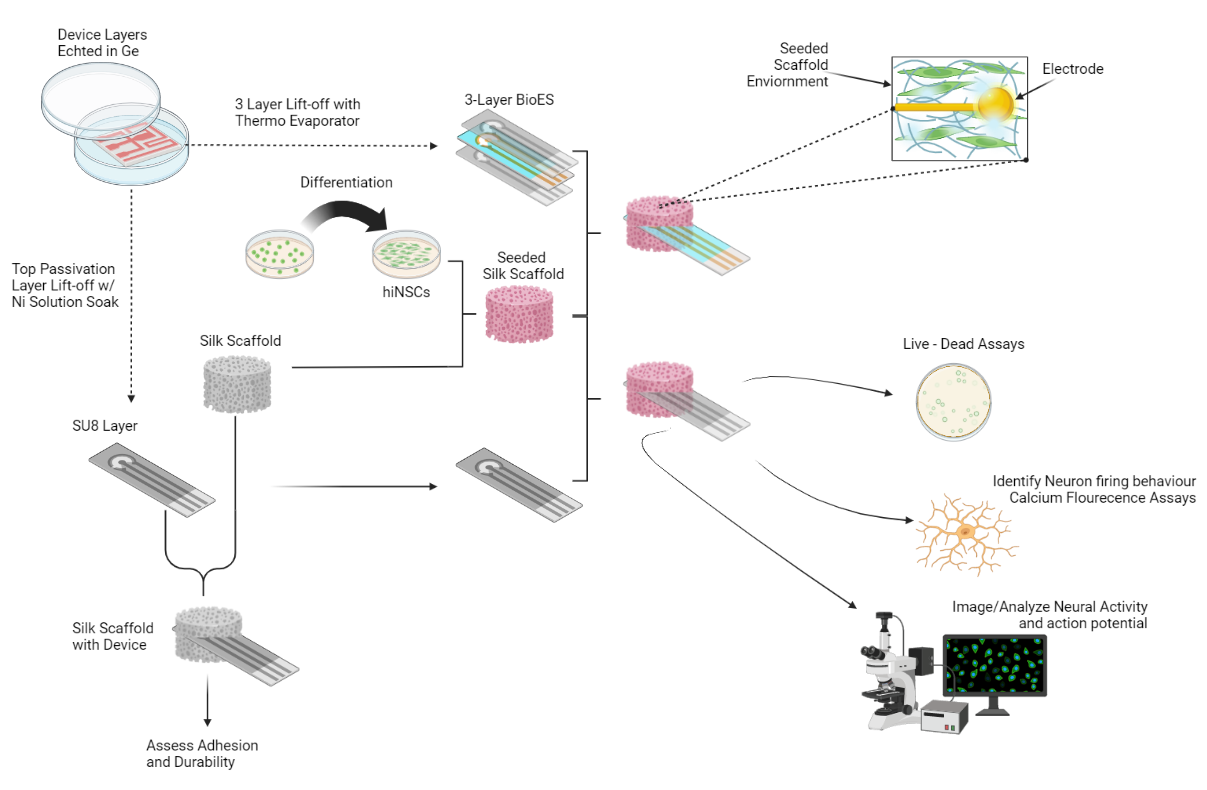 Device Layers
Echted in Ge
3 Layer Lift-off with
Thermo Evaporator
3-Layer BioES
Seeded
Scaffold
Enviornment
Electrode
Differentiation
hiNSCs
Seeded
Silk Scaffold
Top Passivation
Layer Lift-off w/
Ni Solution Soak
Silk Scaffold
SU8 Layer
Live - Dead Assays
Identify Neuron firing behaviour
Calcium Flourecence Assays
Image/Analyze Neural Activity
and action potential
Silk Scaffold
with Device
Assess Adhesion
and Durability